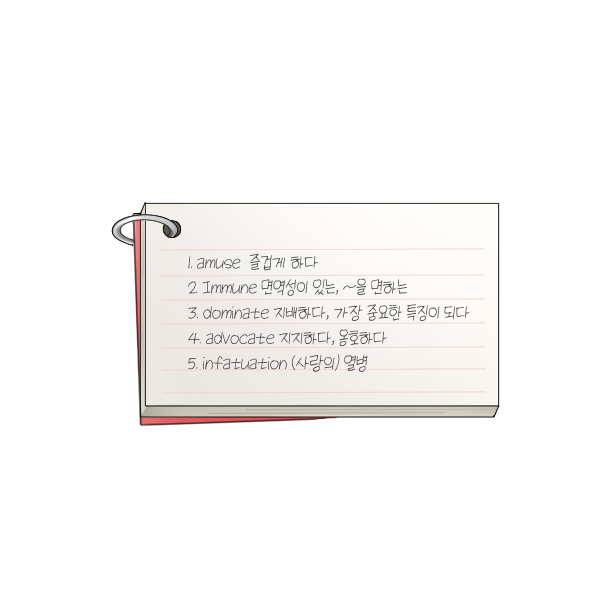 1. amuse 즐겁게 하다
2. Immune 면역성이 있는, ~을 면하는
3. dominate 지배하다, 가장 중요한 특징이 되다
4. advocate 지지하다, 옹호하다
5. infatuation (사랑의) 열병